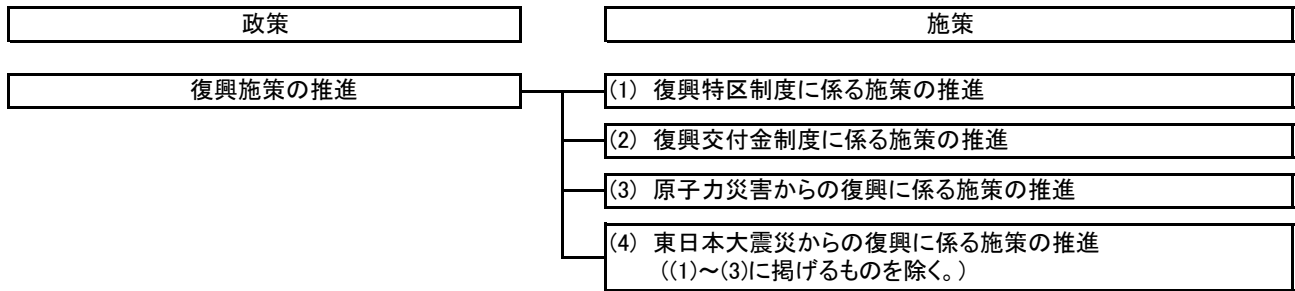 政策
施策
復興施策の推進
(1) 復興特区制度に係る施策の推進
(2) 復興交付金制度に係る施策の推進
(3) 原子力災害からの復興に係る施策の推進
(4) 東日本大震災からの復興に係る施策の推進
((1)～(3)に掲げるものを除く。)